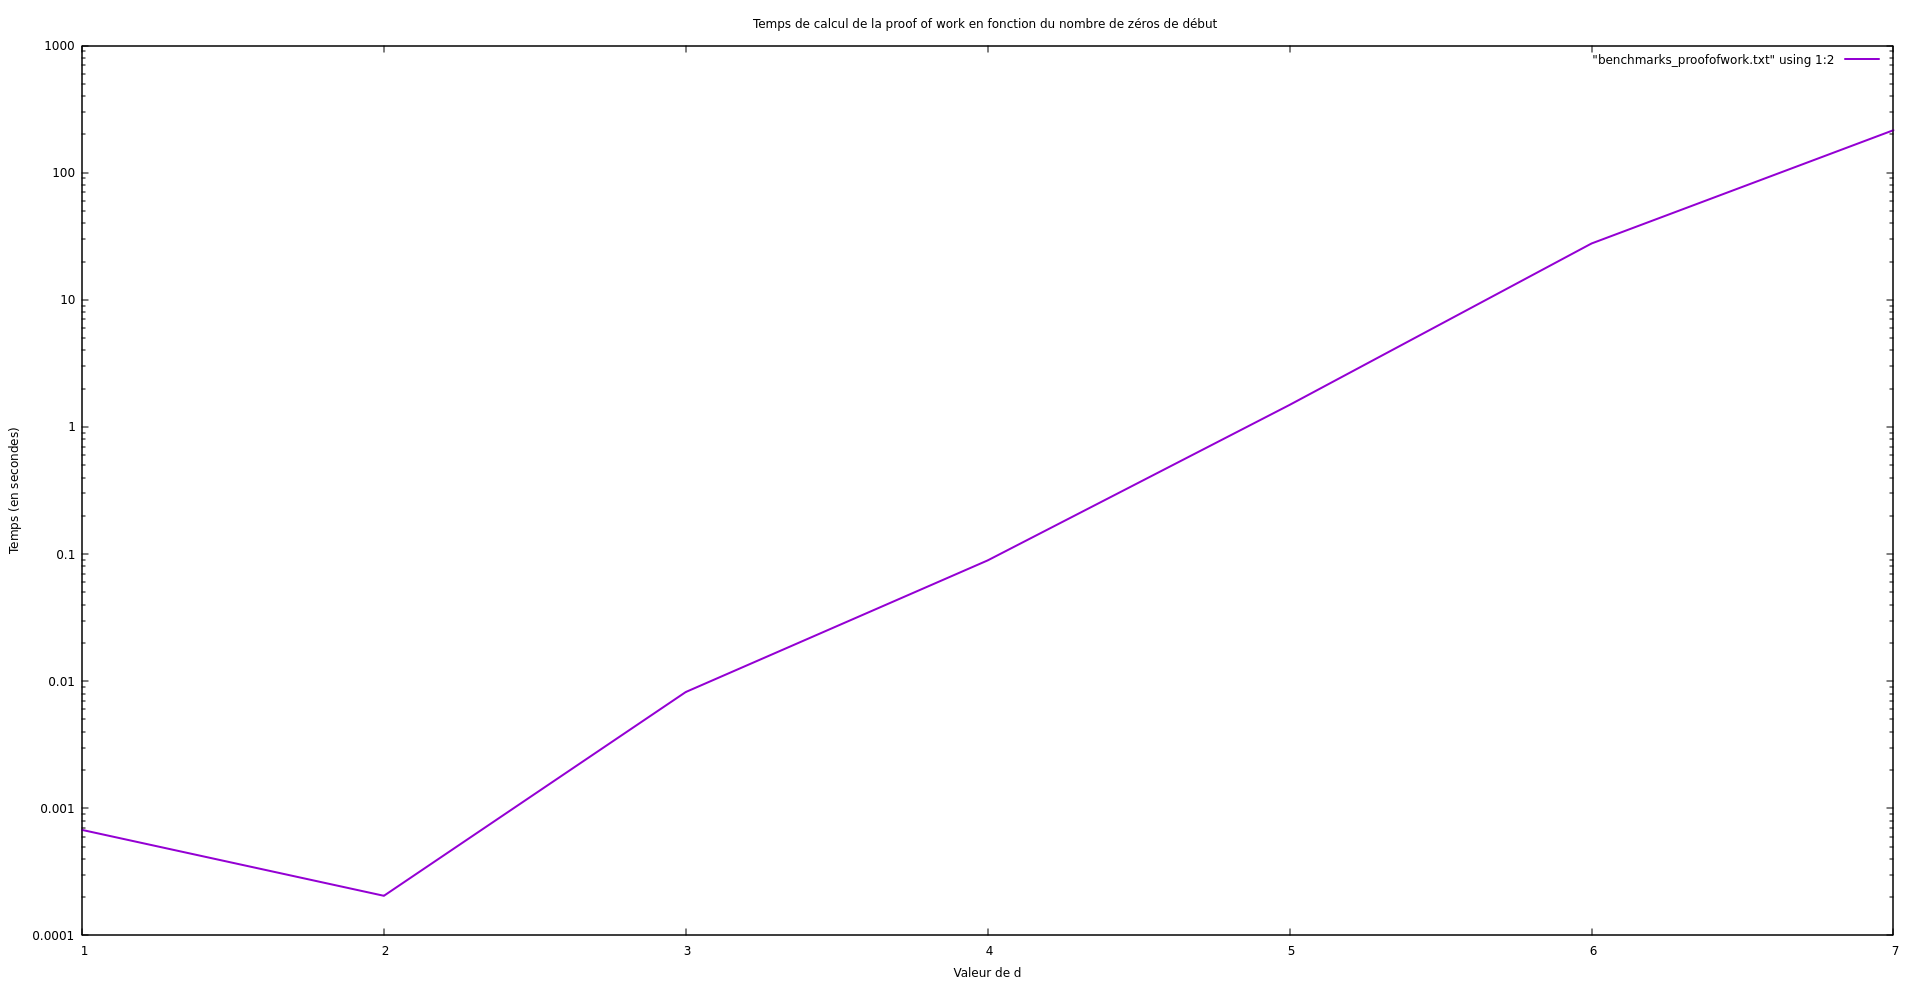 Temps de calcul de la proof of work en fonction du nombre de zéros de début
"benchmarks_proofofwork.txt" using 1:2
1000
100
10
1
0.1
0.01
0.001
0.0001
Temps (en secondes)
1 2 3 4 5 6 7
Valeur de d